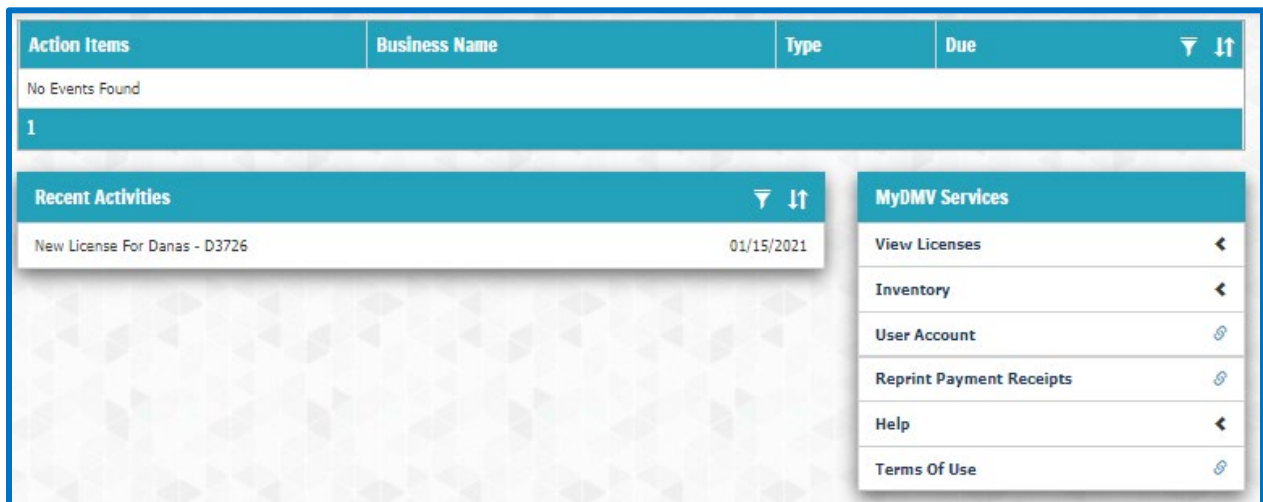 Action Items Business Name Type Due
No Events Found
1
Recent Activities
New License For Danas - D3726 01/15/2021
MyDMV Services
View Licenses
Inventory
User Account
Reprint Payment Receipts
Help
Terms Of Use